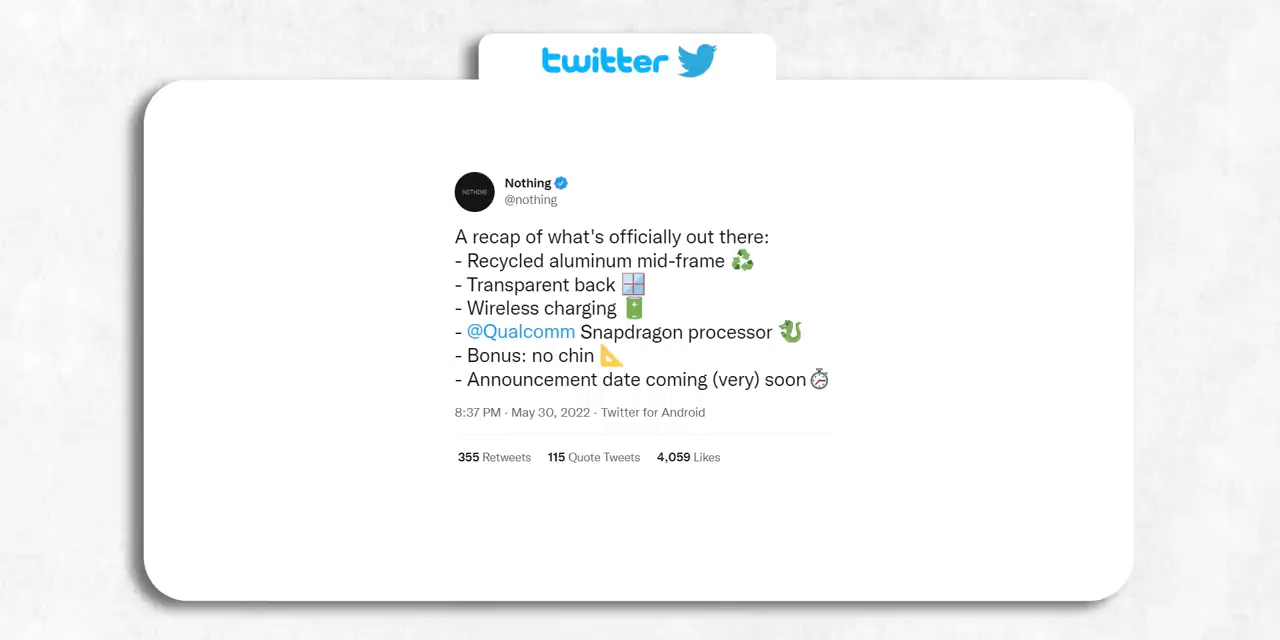 twitter
NOTHING
Nothing
@nothing
A recap of what's officially out there:
- Recycled aluminum mid-frame ♻️
- Transparent back 🪟
- Wireless charging 🔋
- @Qualcomm Snapdragon processor 🐉
- Bonus: no chin 📐
- Announcement date coming (very) soon⏱️
8:37 PM · May 30, 2022 · Twitter for Android
355 Retweets 115 Quote Tweets 4,059 Likes